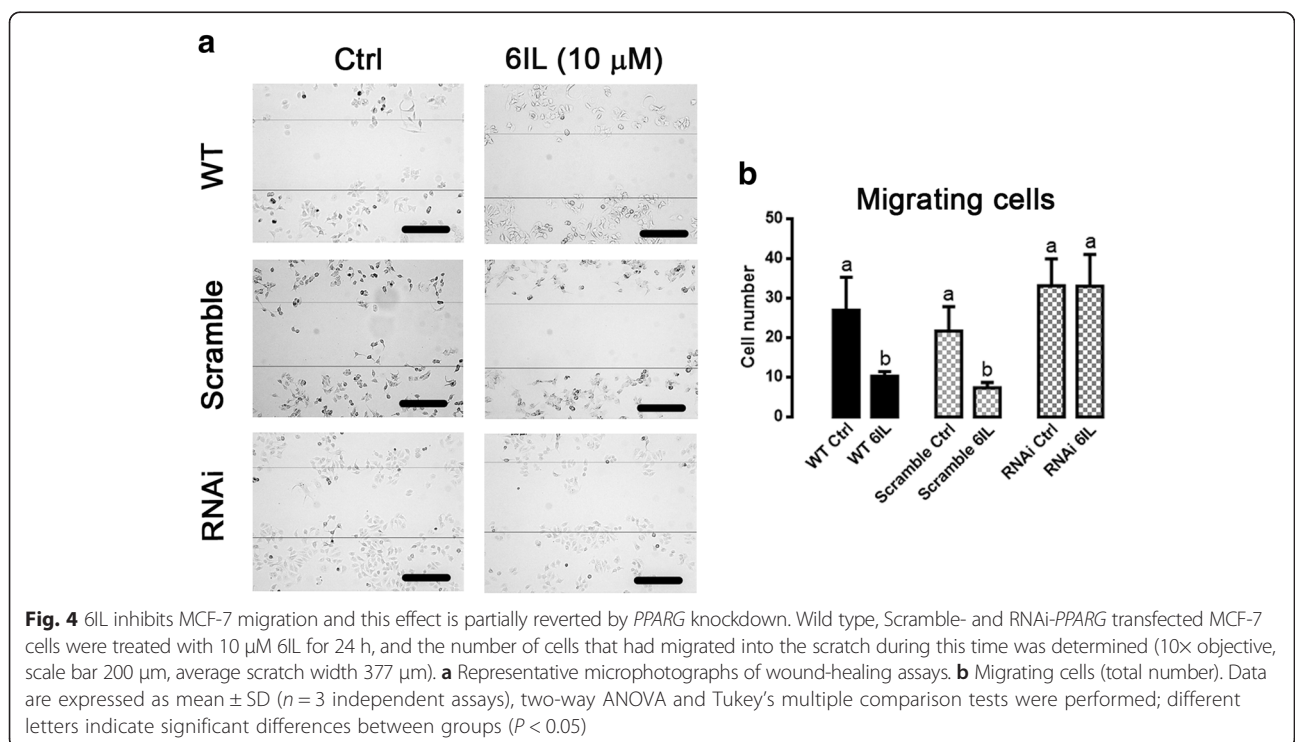 a
Ctrl 6IL (10 μM)
WT
Scramble
RNAi
b
Migrating cells
Cell number
50
40
30
20
10
0
a
b
a
b
a
a
WT Ctrl
WT 6IL
Scramble Ctrl
Scramble 6IL
RNAi Ctrl
RNAi 6IL
Fig. 4 6IL inhibits MCF-7 migration and this effect is partially reverted by PPARG knockdown. Wild type, Scramble- and RNAi-PPARG transfected MCF-7
cells were treated with 10 μM 6IL for 24 h, and the number of cells that had migrated into the scratch during this time was determined (10× objective,
scale bar 200 μm, average scratch width 377 μm). a Representative microphotographs of wound-healing assays. b Migrating cells (total number). Data
are expressed as mean ± SD (n = 3 independent assays), two-way ANOVA and Tukey's multiple comparison tests were performed; different
letters indicate significant differences between groups (P < 0.05)